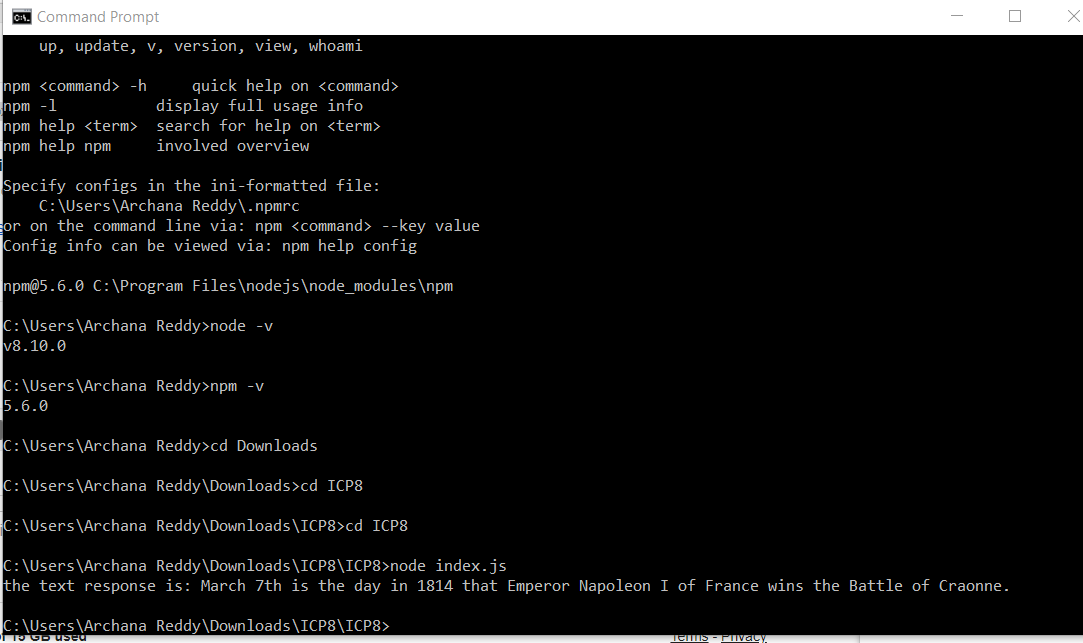 Command Prompt
up, update, v, version, view, whoami
npm <command> -h     quick help on <command>
npm -l           display full usage info
npm help <term>  search for help on <term>
npm help npm     involved overview
Specify configs in the ini-formatted file:
    C:\Users\Archana Reddy\.npmrc
or on the command line via: npm <command> --key value
Config info can be viewed via: npm help config
npm@5.6.0 C:\Program Files\nodejs\node_modules\npm
C:\Users\Archana Reddy>node -v
v8.10.0
C:\Users\Archana Reddy>npm -v
5.6.0
C:\Users\Archana Reddy>cd Downloads
C:\Users\Archana Reddy\Downloads>cd ICP8
C:\Users\Archana Reddy\Downloads\ICP8>cd ICP8
C:\Users\Archana Reddy\Downloads\ICP8\ICP8>node index.js
the text response is: March 7th is the day in 1814 that Emperor Napoleon I of France wins the Battle of Craonne.
C:\Users\Archana Reddy\Downloads\ICP8\ICP8>
of 15 GB used
Terms - Privacy